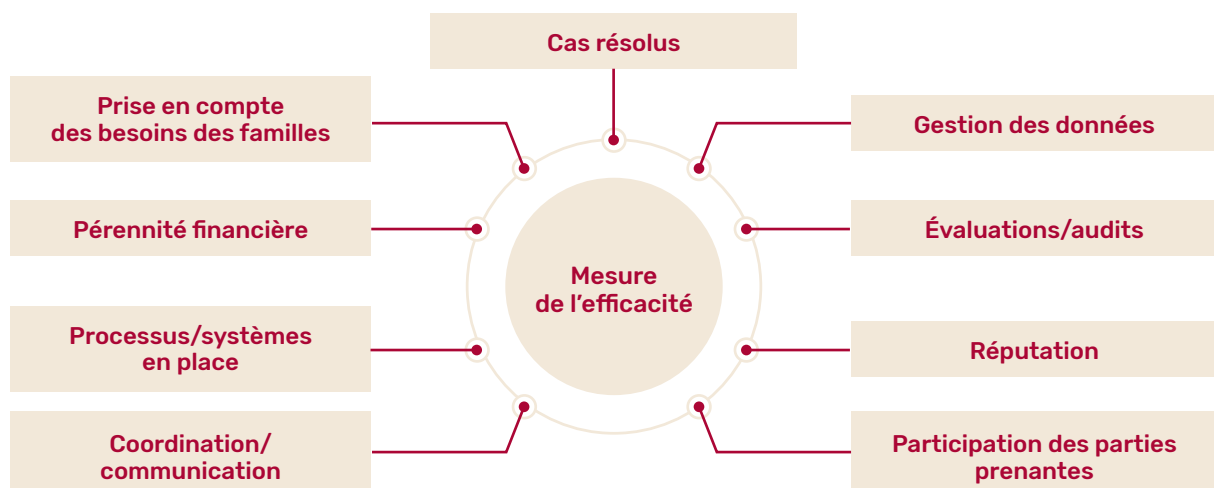 Cas résolus
Prise en compte
des besoins des familles
Gestion des données
Pérennité financière
Évaluations/audits
Mesure
de l’efficacité
Processus/systèmes
en place
Réputation
Coordination/
communication
Participation des parties
prenantes